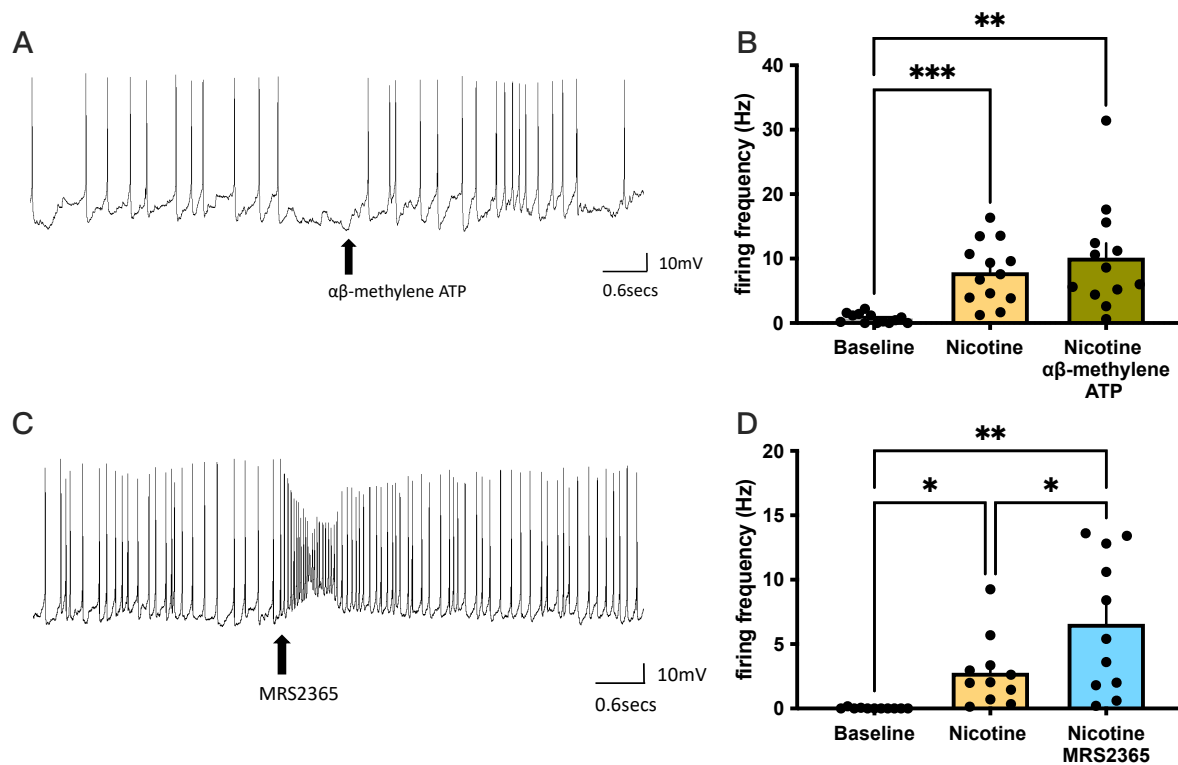 A
αβ-methylene ATP
10mV
0.6secs
B
**
***
firing frequency (Hz)
40
30
20
10
0
Baseline
Nicotine
Nicotine
αβ-methylene
ATP
C
MRS2365
10mV
0.6secs
D
**
*
*
firing frequency (Hz)
20
15
10
5
0
Baseline
Nicotine
Nicotine
MRS2365